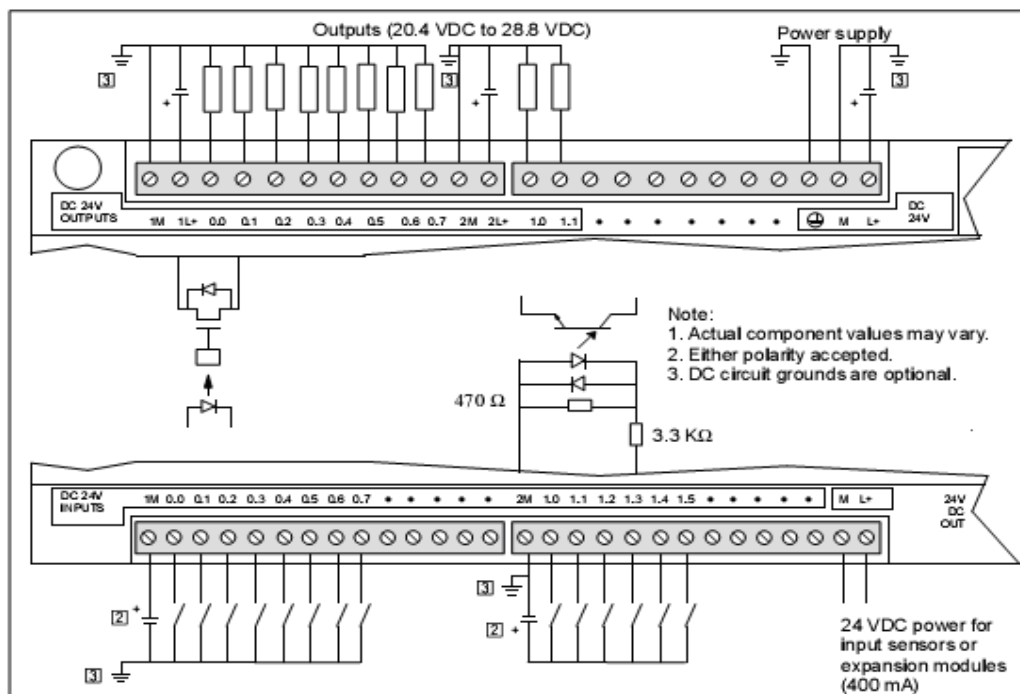 Outputs (20.4 VDC to 28.8 VDC)
Power supply
3
3
3
+
+
+
DC 24V
OUTPUTS
1M 1L+ 0.0 0.1 0.2 0.3 0.4 0.5 0.6 0.7 2M 2L+ 1.0 1.1
M L+
DC
24V
Note:
1. Actual component values may vary.
2. Either polarity accepted.
3. DC circuit grounds are optional.
470 Ω
3.3 KΩ
DC 24V
INPUTS
1M 0.0 0.1 0.2 0.3 0.4 0.5 0.6 0.7
2M 1.0 1.1 1.2 1.3 1.4 1.5
M L+
24V
DC
OUT
2
+
3
3
2
+
24 VDC power for
input sensors or
expansion modules
(400 mA)